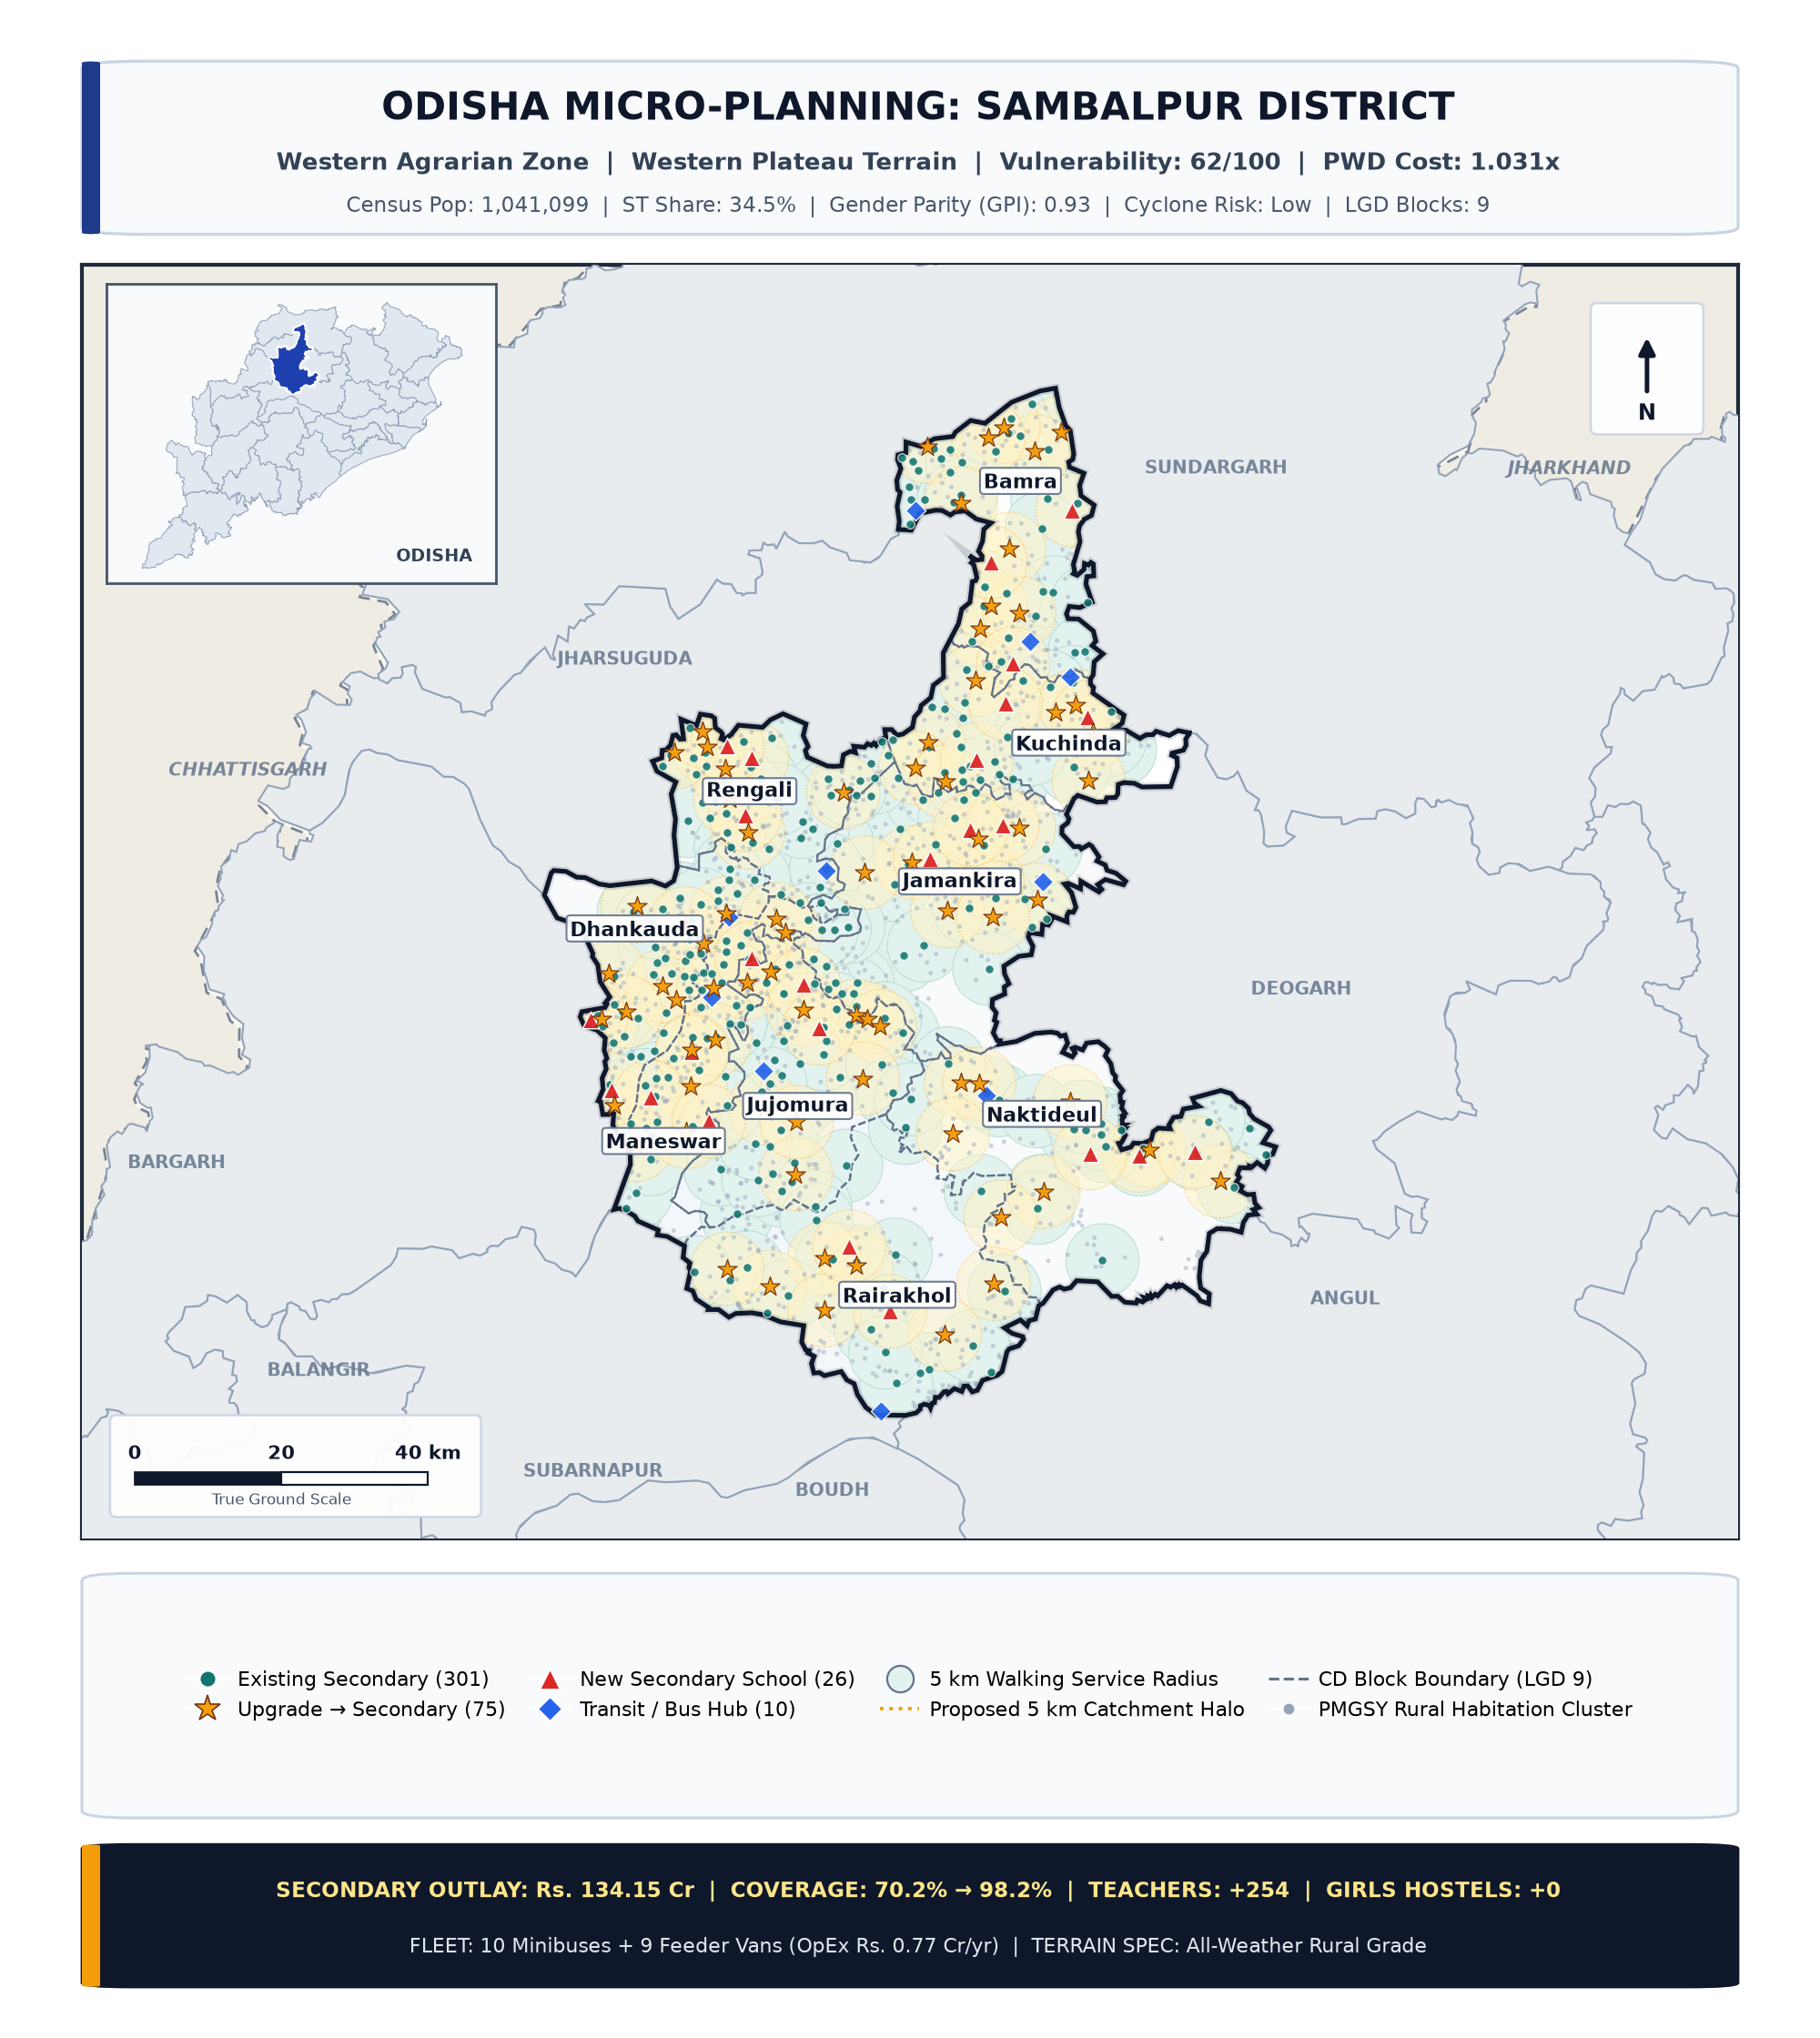 ODISHA MICRO-PLANNING: SAMBALPUR DISTRICT
Western Agrarian Zone | Western Plateau Terrain | Vulnerability: 62/100 | PWD Cost: 1.031x
Census Pop: 1,041,099 | ST Share: 34.5% | Gender Parity (GPI): 0.93 | Cyclone Risk: Low | LGD Blocks: 9
ODISHA
N
SUNDARGARH
JHARKHAND
Bamra
JHARSUGUDA
CHHATTISGARH
Kuchinda
Rengali
Jamankira
Dhankauda
DEOGARH
Jujomura
Naktideul
Maneswar
BARGARH
Rairakhol
ANGUL
BALANGIR
SUBARNAPUR
BOUDH
0 20 40 km
True Ground Scale
Existing Secondary (301)
Upgrade → Secondary (75)
New Secondary School (26)
Transit / Bus Hub (10)
5 km Walking Service Radius
Proposed 5 km Catchment Halo
CD Block Boundary (LGD 9)
PMGSY Rural Habitation Cluster
SECONDARY OUTLAY: Rs. 134.15 Cr | COVERAGE: 70.2% → 98.2% | TEACHERS: +254 | GIRLS HOSTELS: +0
FLEET: 10 Minibuses + 9 Feeder Vans (OpEx Rs. 0.77 Cr/yr) | TERRAIN SPEC: All-Weather Rural Grade